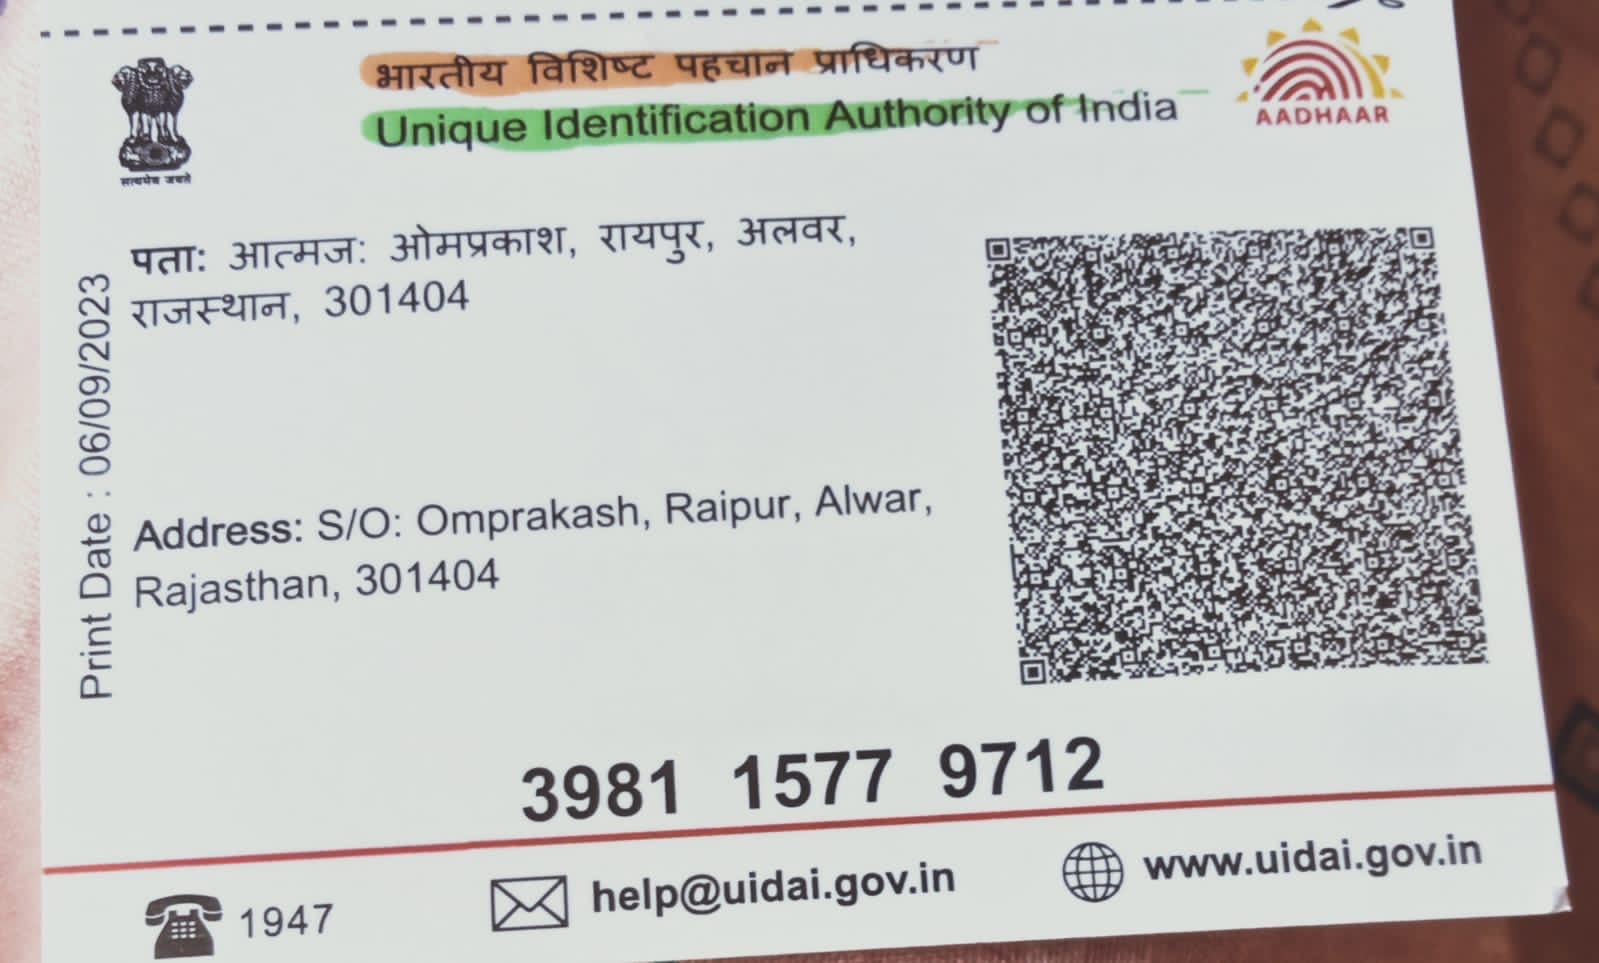 भारतीय विशिष्ट पहचान प्राधिकरण
Unique Identification Authority of India
AADHAAR
सत्यमेव जयते
पता: आत्मज: ओमप्रकाश, रायपुर, अलवर,
राजस्थान, 301404
Print Date : 06/09/2023
Address: S/O: Omprakash, Raipur, Alwar,
Rajasthan, 301404
3981 1577 9712
1947
help@uidai.gov.in
www.uidai.gov.in